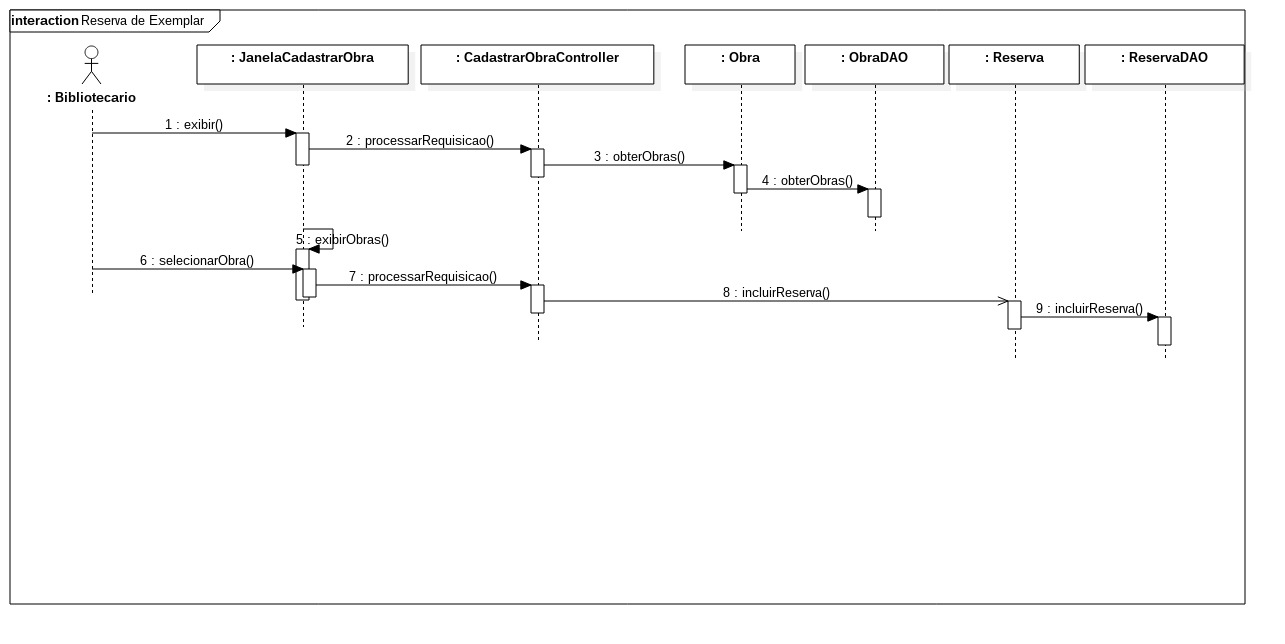 interaction Reserva de Exemplar
: Bibliotecario
: JanelaCadastrarObra
: CadastrarObraController
: Obra
: ObraDAO
: Reserva
: ReservaDAO
1 : exibir()
2 : processarRequisicao()
3 : obterObras()
4 : obterObras()
5 : exibirObras()
6 : selecionarObra()
7 : processarRequisicao()
8 : incluirReserva()
9 : incluirReserva()